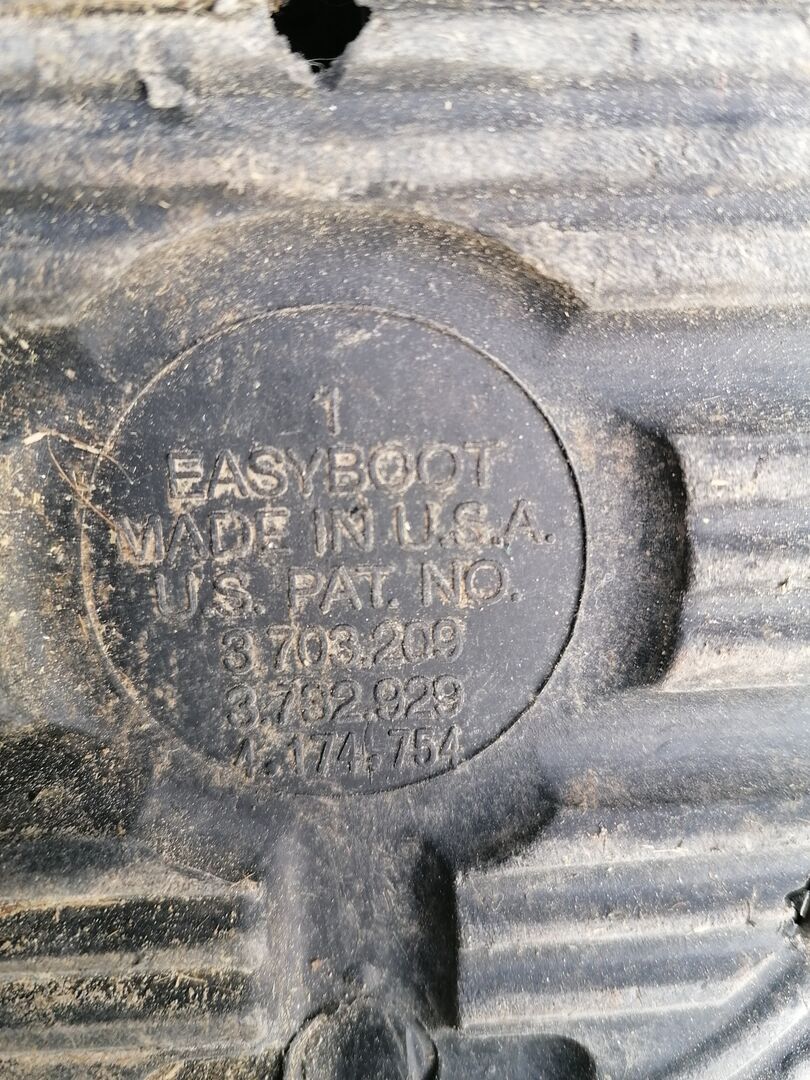 1
EASYBOOT
MADE IN U.S.A.
U.S. PAT. NO.
3.703.209
3.732.929
4.174.754